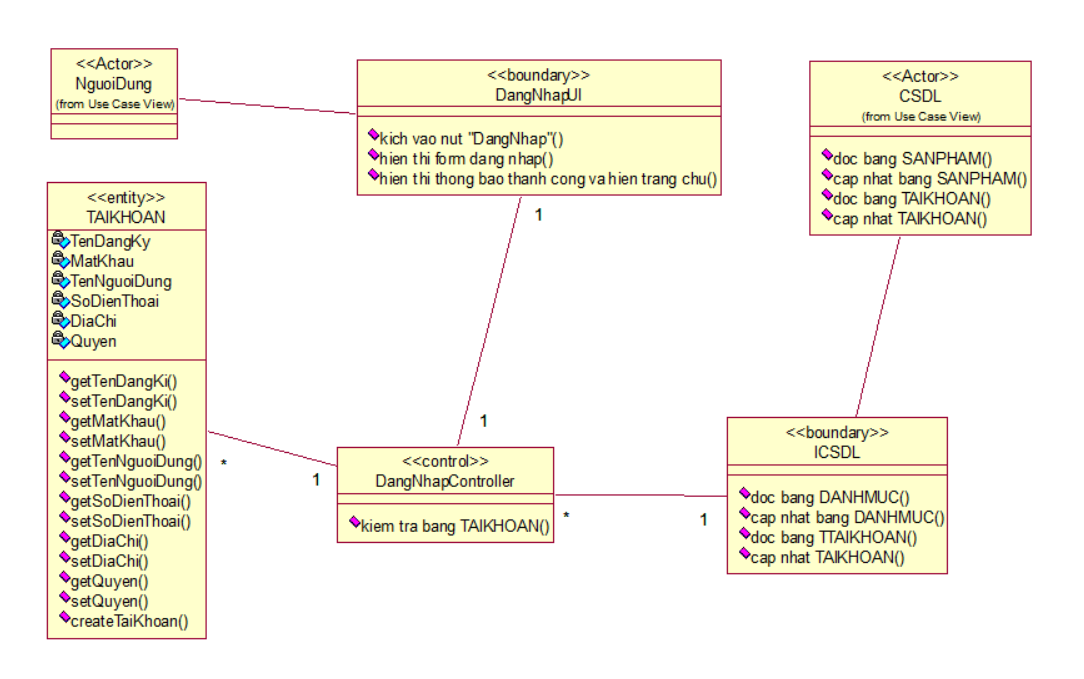 <<Actor>>
NguoiDung
(from Use Case View)
<<boundary>>
DangNhapUI
kich vao nut "DangNhap"()
hien thi form dang nhap()
hien thi thong bao thanh cong va hien trang chu()
<<Actor>>
CSDL
(from Use Case View)
doc bang SANPHAM()
cap nhat bang SANPHAM()
doc bang TAIKHOAN()
cap nhat TAIKHOAN()
<<entity>>
TAIKHOAN
TenDangKy
MatKhau
TenNguoiDung
SoDienThoai
DiaChi
Quyen
getTenDangKi()
setTenDangKi()
getMatKhau()
setMatKhau()
getTenNguoiDung()
setTenNguoiDung()
getSoDienThoai()
setSoDienThoai()
getDiaChi()
setDiaChi()
getQuyen()
setQuyen()
createTaiKhoan()
1
1
*
1
<<control>>
DangNhapController
kiem tra bang TAIKHOAN()
*
1
<<boundary>>
ICSDL
doc bang DANHMUC()
cap nhat bang DANHMUC()
doc bang TTAIKHOAN()
cap nhat TAIKHOAN()